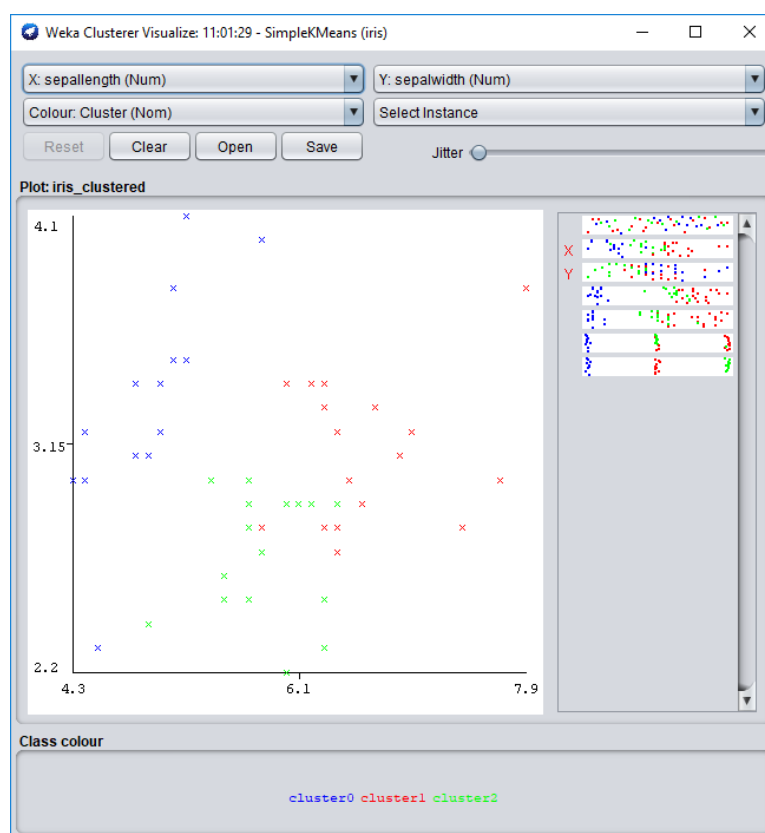 Weka Clusterer Visualize: 11:01:29 - SimpleKMeans (iris)
X: sepallength (Num) Y: sepalwidth (Num)
Colour: Cluster (Nom) Select Instance
Reset Clear Open Save Jitter
Plot: iris_clustered
4.1
X
Y
3.15
2.2
4.3 6.1 7.9
Class colour
cluster0 cluster1 cluster2